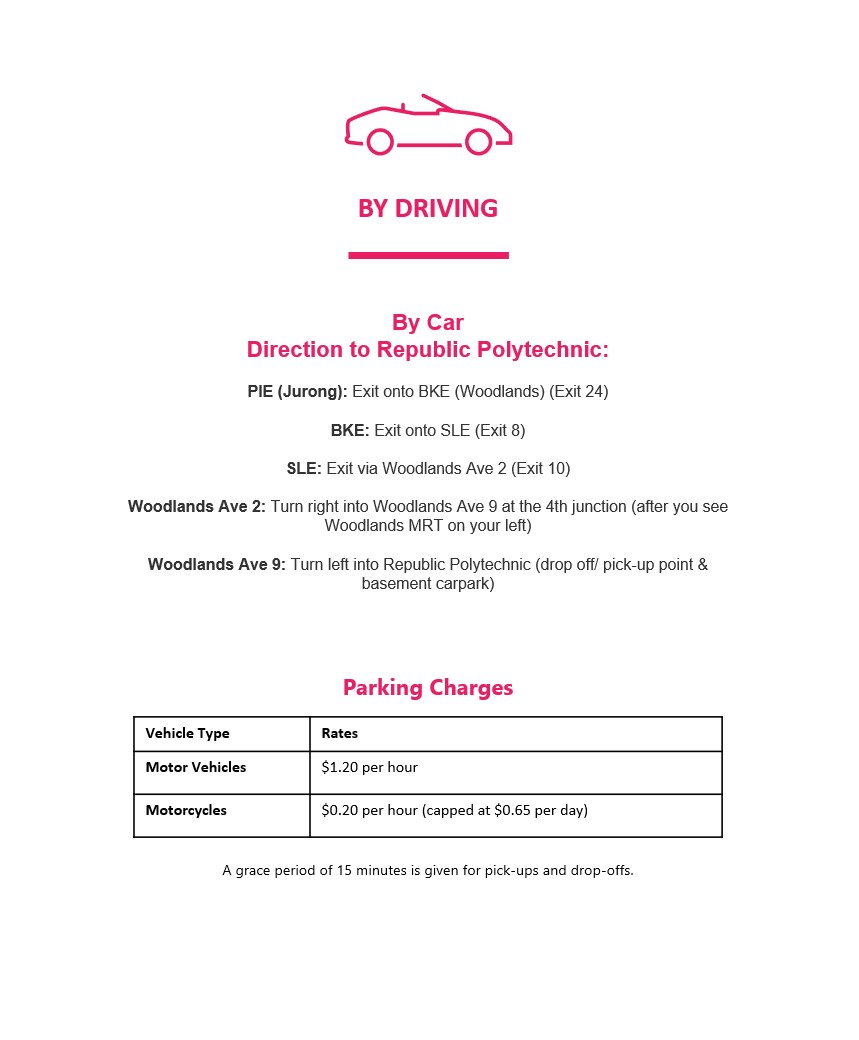 BY DRIVING
By Car
Direction to Republic Polytechnic:
PIE (Jurong): Exit onto BKE (Woodlands) (Exit 24)
BKE: Exit onto SLE (Exit 8)
SLE: Exit via Woodlands Ave 2 (Exit 10)
Woodlands Ave 2: Turn right into Woodlands Ave 9 at the 4th junction (after you see
Woodlands MRT on your left)
Woodlands Ave 9: Turn left into Republic Polytechnic (drop off/ pick-up point &
basement carpark)
Parking Charges
Vehicle Type Rates
Motor Vehicles $1.20 per hour
Motorcycles $0.20 per hour (capped at $0.65 per day)
A grace period of 15 minutes is given for pick-ups and drop-offs.